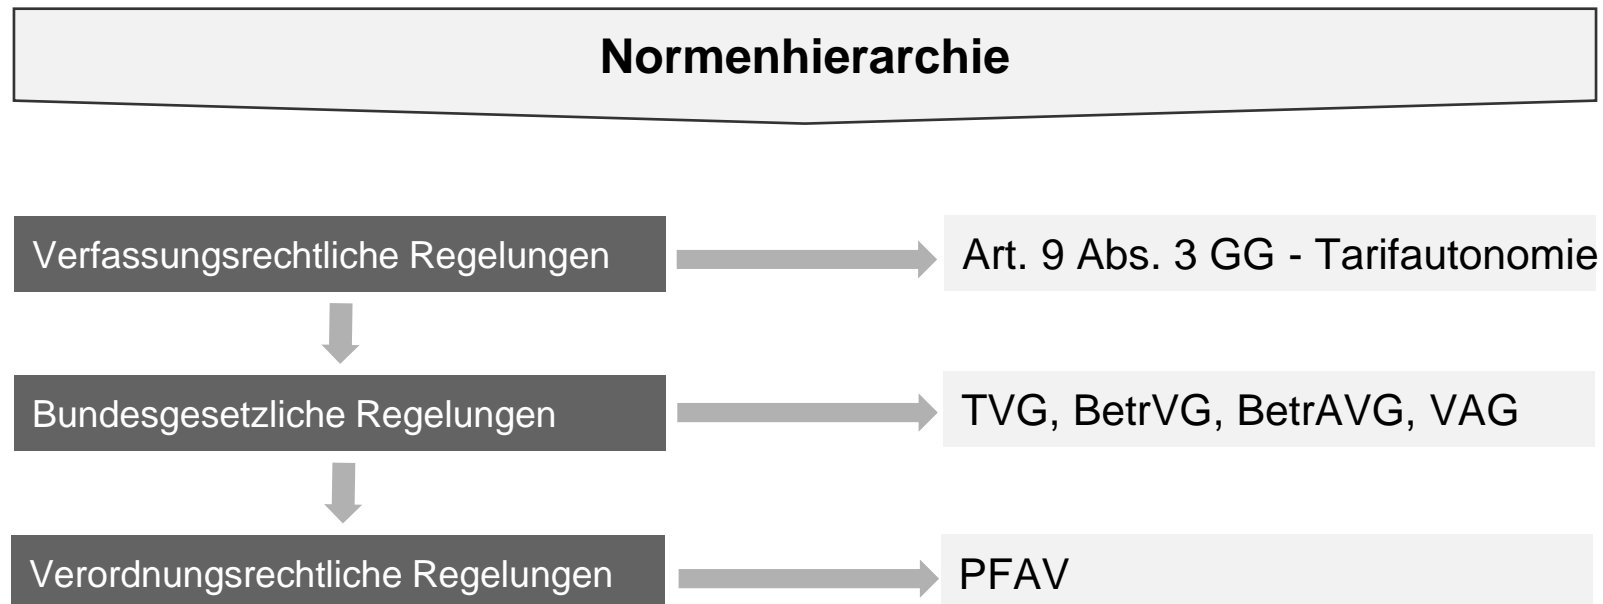 Normenhierarchie
Verfassungsrechtliche Regelungen
Art. 9 Abs. 3 GG - Tarifautonomie
Bundesgesetzliche Regelungen
TVG, BetrVG, BetrAVG, VAG
Verordnungsrechtliche Regelungen
PFAV